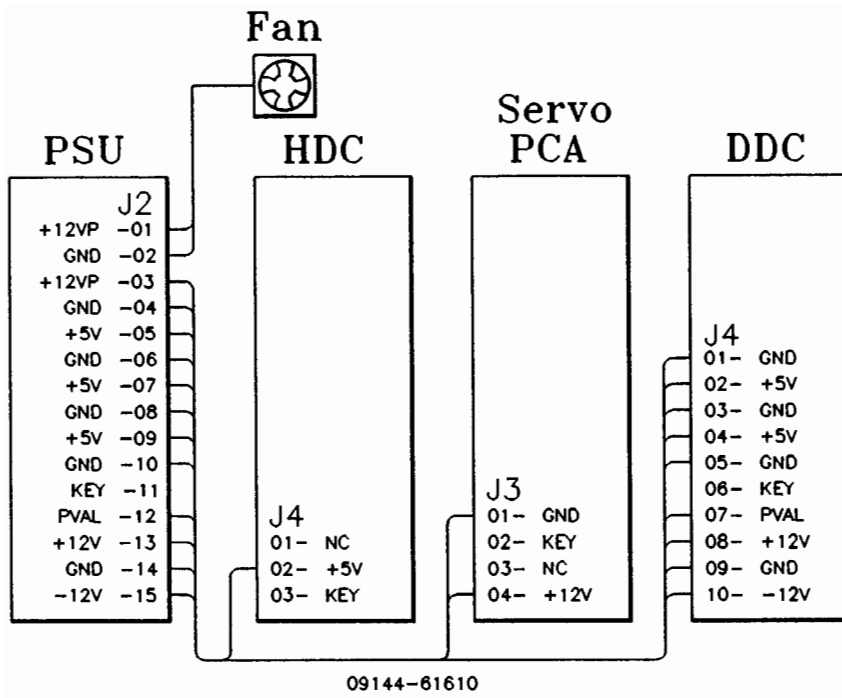 Fan
PSU
HDC
Servo
PCA
DDC
J2
+12VP -01
GND -02
+12VP -03
GND -04
+5V -05
GND -06
+5V -07
GND -08
+5V -09
GND -10
KEY -11
PVAL -12
+12V -13
GND -14
-12V -15
J4
01- NC
02- +5V
03- KEY
J3
01- GND
02- KEY
03- NC
04- +12V
J4
01- GND
02- +5V
03- GND
04- +5V
05- GND
06- KEY
07- PVAL
08- +12V
09- GND
10- -12V
09144-61610